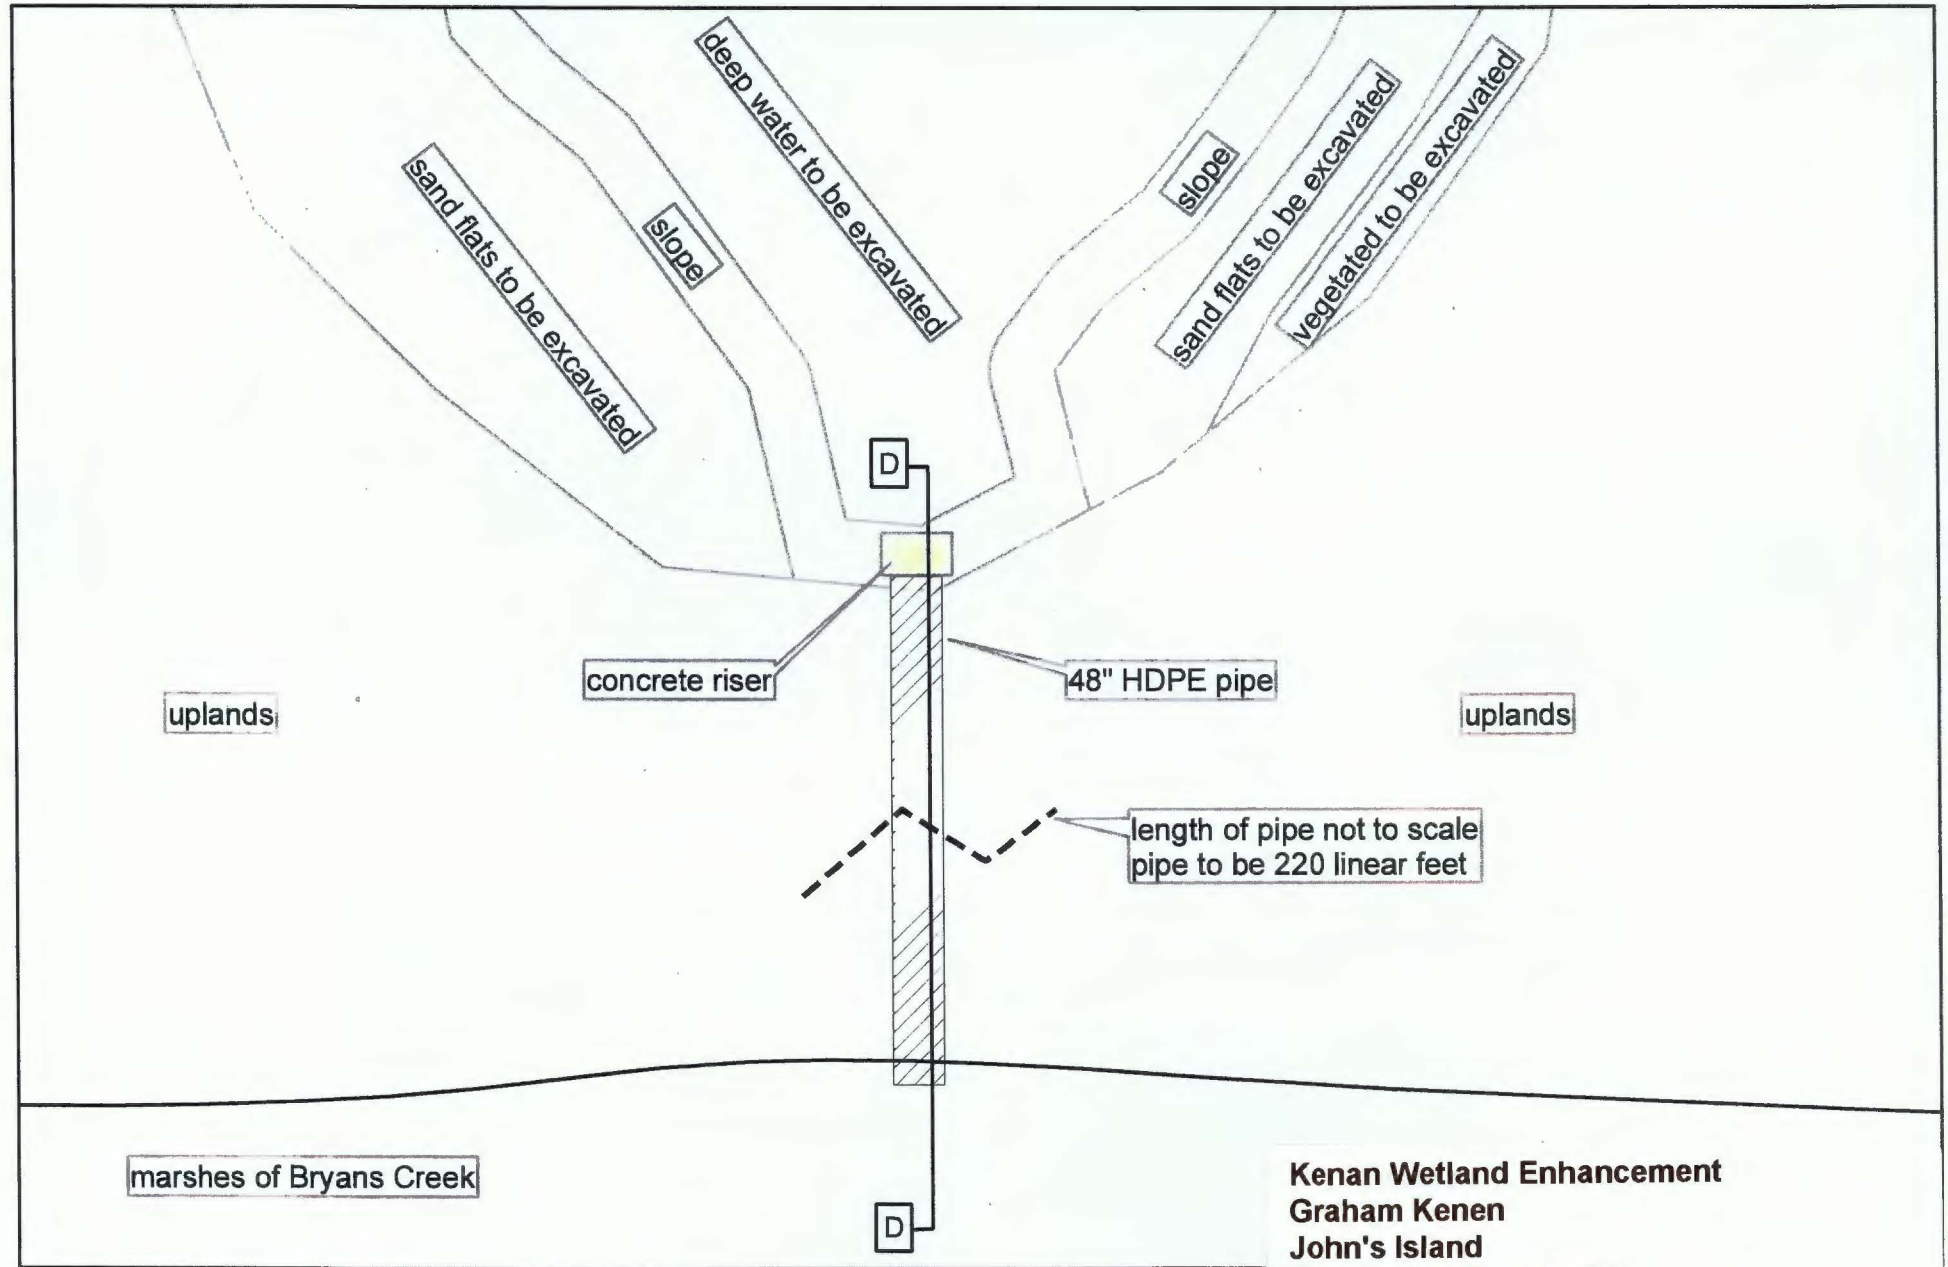 deep water to be excavated
sand flats to be excavated
slope
slope
sand flats to be excavated
vegetated to be excavated
D
concrete riser
48" HDPE pipe
uplands
uplands
length of pipe not to scale
pipe to be 220 linear feet
marshes of Bryans Creek
D
Kenan Wetland Enhancement
Graham Kenen
John's Island